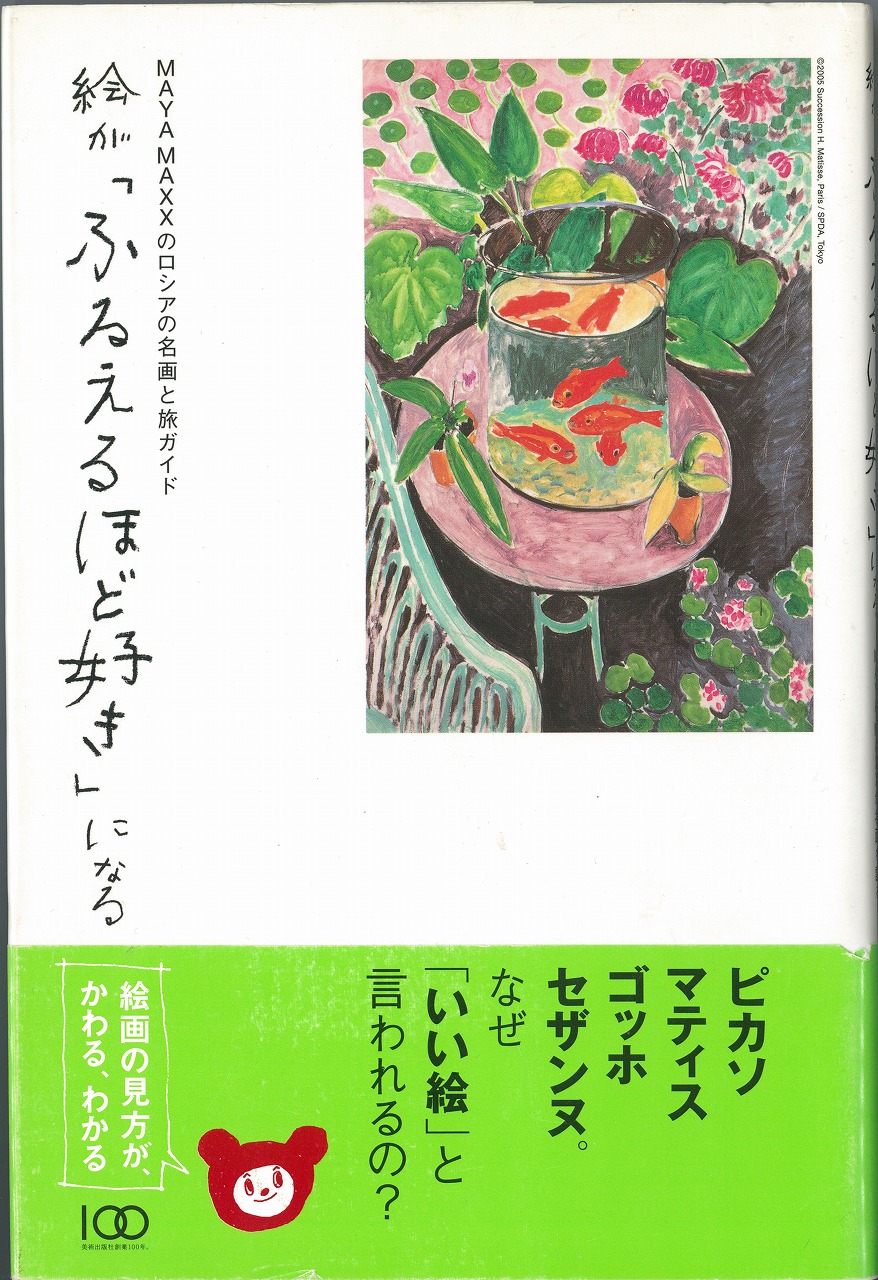 ©2005 Succession H. Matisse, Paris / SPDA, Tokyo
MAYA MAXXのロシアの名画と旅ガイド
絵が「ふるえるほど好き」になる
ピカソ
マティス
ゴッホ
セザンヌ。
なぜ
「いい絵」と
言われるの？
絵画の見方が、
かわる、わかる
100
美術出版社創業100年。